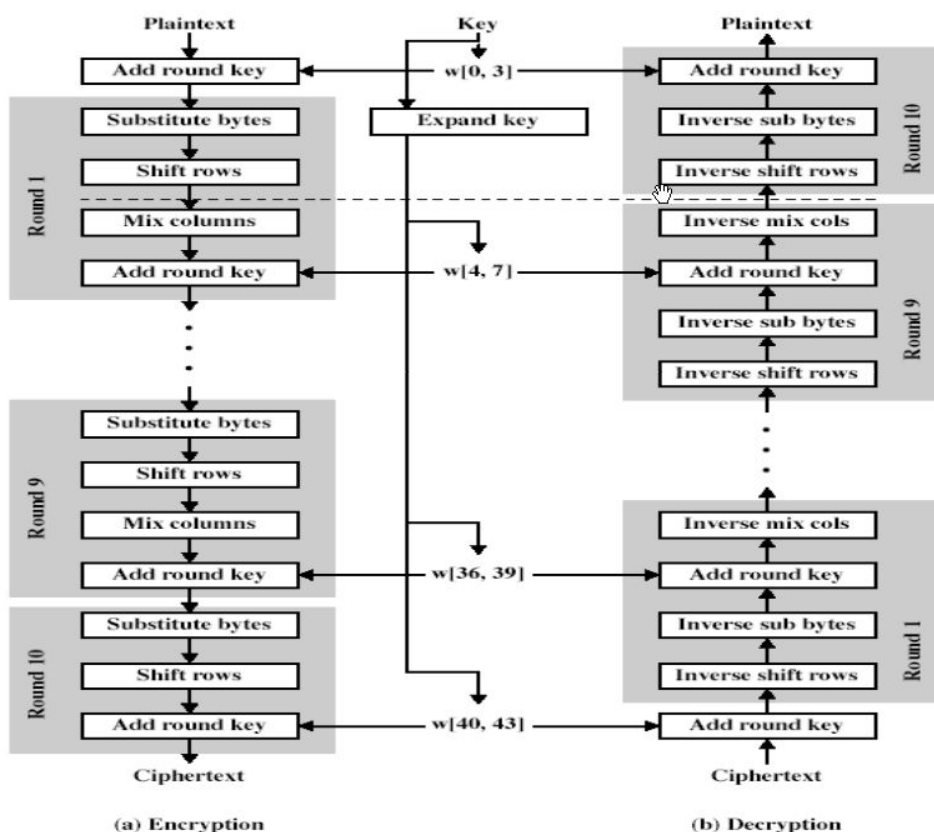 Plaintext
Add round key
Round 1
Substitute bytes
Shift rows
Mix columns
Add round key
Round 9
Substitute bytes
Shift rows
Mix columns
Add round key
Round 10
Substitute bytes
Shift rows
Add round key
Ciphertext
(a) Encryption
Key
w[0, 3]
Expand key
w[4, 7]
w[36, 39]
w[40, 43]
Plaintext
Add round key
Inverse sub bytes
Inverse shift rows
Round 10
Inverse mix cols
Add round key
Inverse sub bytes
Inverse shift rows
Round 9
Inverse mix cols
Add round key
Inverse sub bytes
Inverse shift rows
Round 1
Add round key
Ciphertext
(b) Decryption